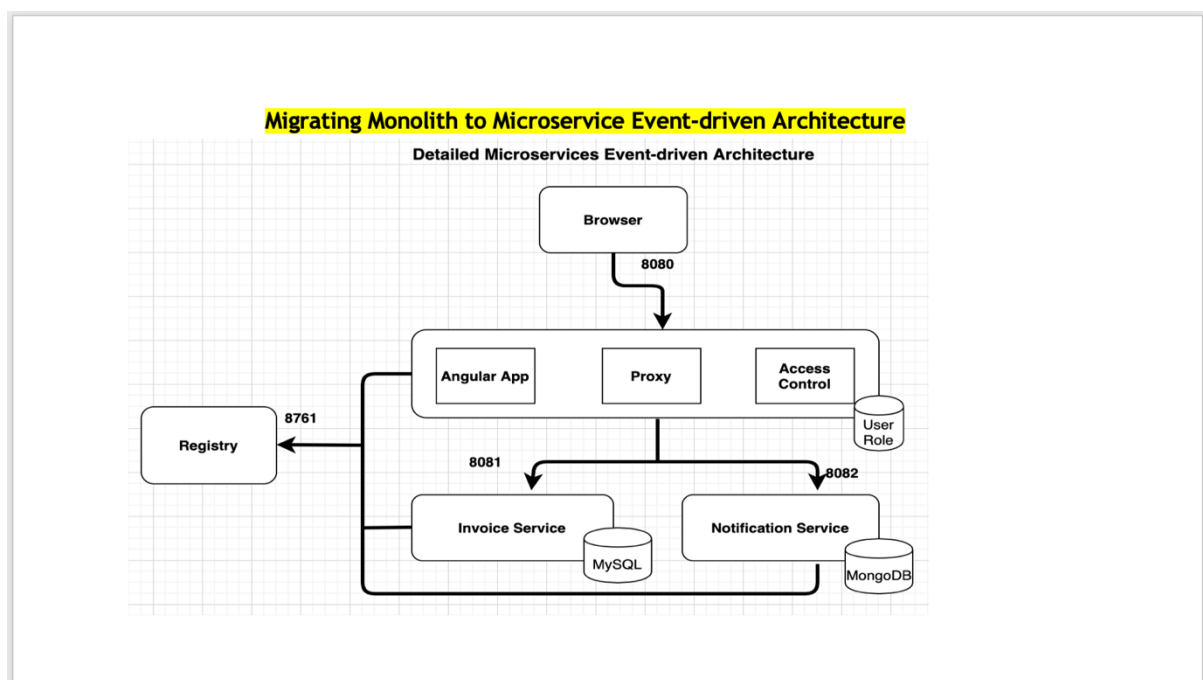 Migrating Monolith to Microservice Event-driven Architecture
Detailed Microservices Event-driven Architecture
Browser
8080
Angular App
Proxy
Access
Control
User
Role
8761
Registry
8081
8082
Invoice Service
MySQL
Notification Service
MongoDB